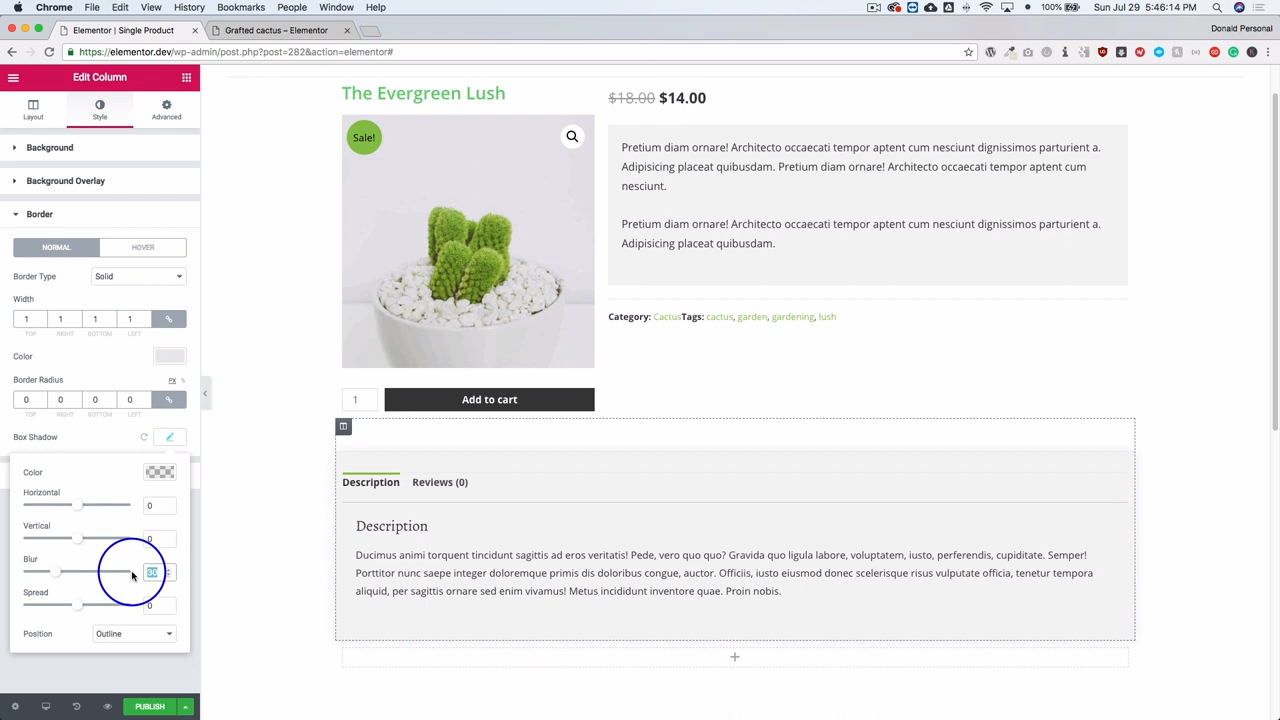 Chrome File Edit View History Bookmarks People Window Help 100% Sun Jul 29 5:46:14 PM
Elementor | Single Product Grafted cactus – Elementor Donald Personal
https://elementor.dev/wp-admin/post.php?post=282&action=elementor#
Edit Column
Layout Style Advanced
Background
Background Overlay
Border
NORMAL HOVER
Border Type Solid
Width
1 1 1 1
TOP RIGHT BOTTOM LEFT
Color
Border Radius PX %
0 0 0 0
TOP RIGHT BOTTOM LEFT
Box Shadow
Color
Horizontal
0
Vertical
0
Blur
30
Spread
0
Position Outline
PUBLISH
The Evergreen Lush
Sale!
$18.00 $14.00
Pretium diam ornare! Architecto occaecati tempor aptent cum nesciunt dignissimos parturient a.
Adipisicing placeat quibusdam. Pretium diam ornare! Architecto occaecati tempor aptent cum
nesciunt.
Pretium diam ornare! Architecto occaecati tempor aptent cum nesciunt dignissimos parturient a.
Adipisicing placeat quibusdam.
Category: CactusTags: cactus, garden, gardening, lush
1 Add to cart
Description Reviews (0)
Description
Ducimus animi torquent tincidunt sagittis ad eros veritatis! Pede, vero quo quo? Gravida quo ligula labore, voluptatem, iusto, perferendis, cupiditate. Semper!
Porttitor nunc saepe integer doloremque primis dis doloribus congue, auctor. Officiis, iusto eiusmod donec scelerisque risus vulputate officia, tenetur tempora
aliquid, per sagittis ornare sed enim vivamus! Metus incididunt inventore quae. Proin nobis.